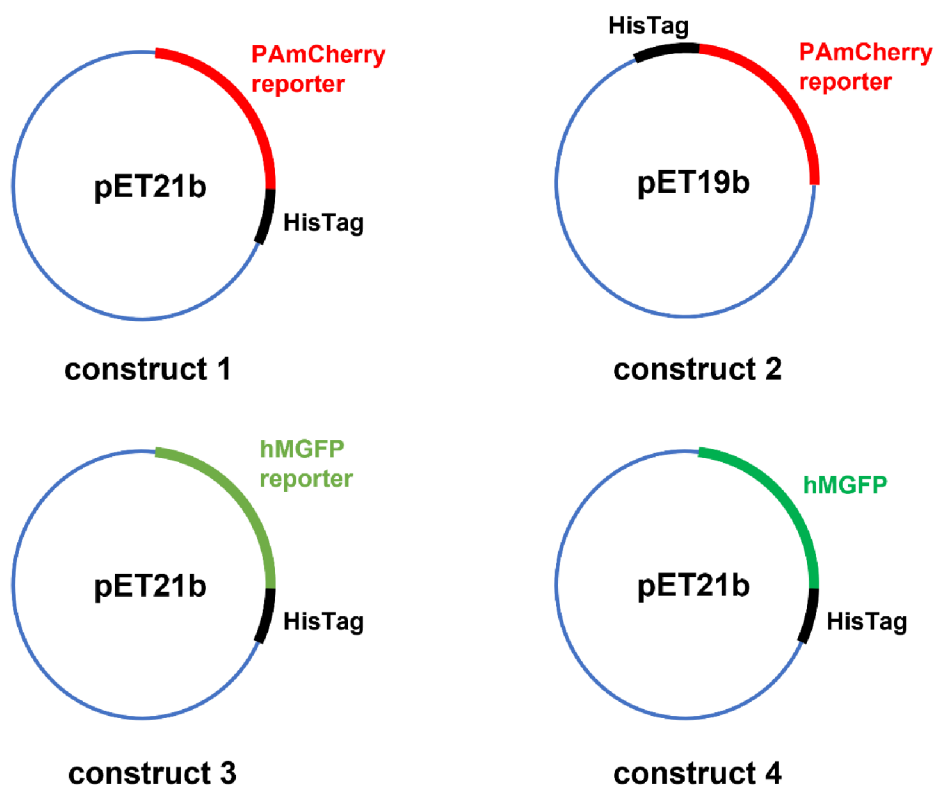 PAmCherry
reporter
pET21b
HisTag
construct 1
HisTag
PAmCherry
reporter
pET19b
construct 2
hMGFP
reporter
pET21b
HisTag
construct 3
hMGFP
pET21b
HisTag
construct 4